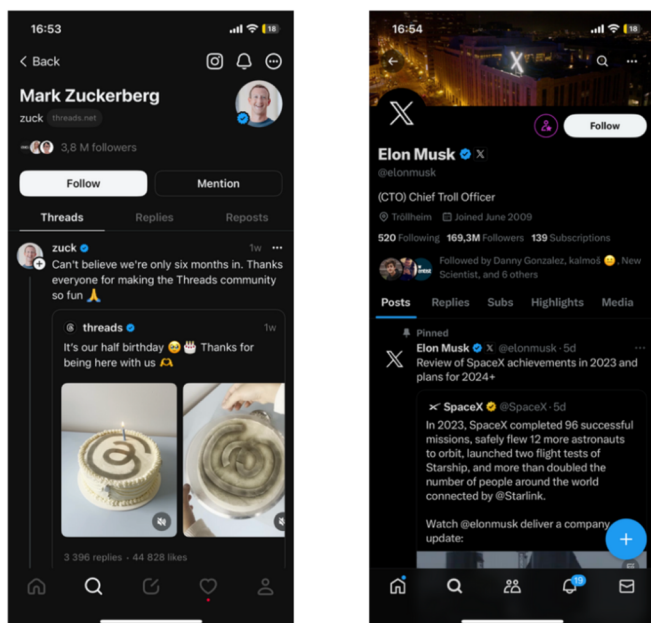 16:53
18
Back
Mark Zuckerberg
zuck threads.net
3,8 M followers
Follow
Mention
Threads
Replies
Reposts
zuck
1w
Can't believe we're only six months in. Thanks
everyone for making the Threads community
so fun 🙏
threads
1w
It's our half birthday 🥹 🎂 Thanks for
being here with us 🫶
3 396 replies · 44 828 likes
16:54
18
Follow
Elon Musk
@elonmusk
(CTO) Chief Troll Officer
Tröllheim Joined June 2009
520 Following 169,3M Followers 139 Subscriptions
Followed by Danny Gonzalez, kalmoš 😑, New
Scientist, and 6 others
Posts
Replies
Subs
Highlights
Media
Pinned
Elon Musk @elonmusk · 5d
Review of SpaceX achievements in 2023 and
plans for 2024+
SpaceX @SpaceX · 5d
In 2023, SpaceX completed 96 successful
missions, safely flew 12 more astronauts
to orbit, launched two flight tests of
Starship, and more than doubled the
number of people around the world
connected by @Starlink.
Watch @elonmusk deliver a company
update:
19